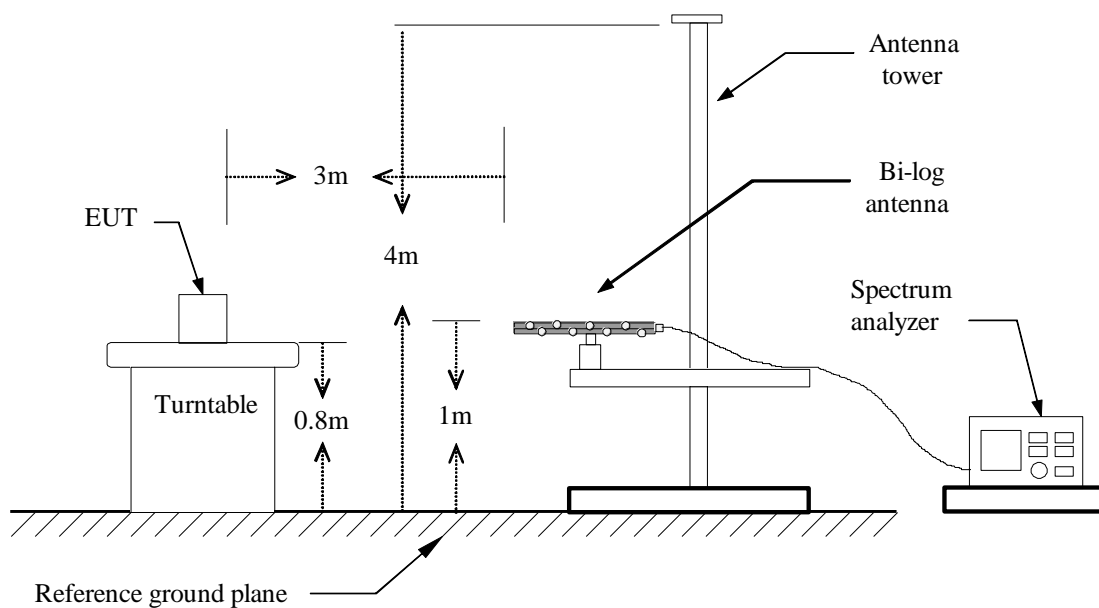 Antenna
tower
3m
Bi-log
antenna
EUT
4m
Spectrum
analyzer
Turntable
0.8m
1m
Reference ground plane